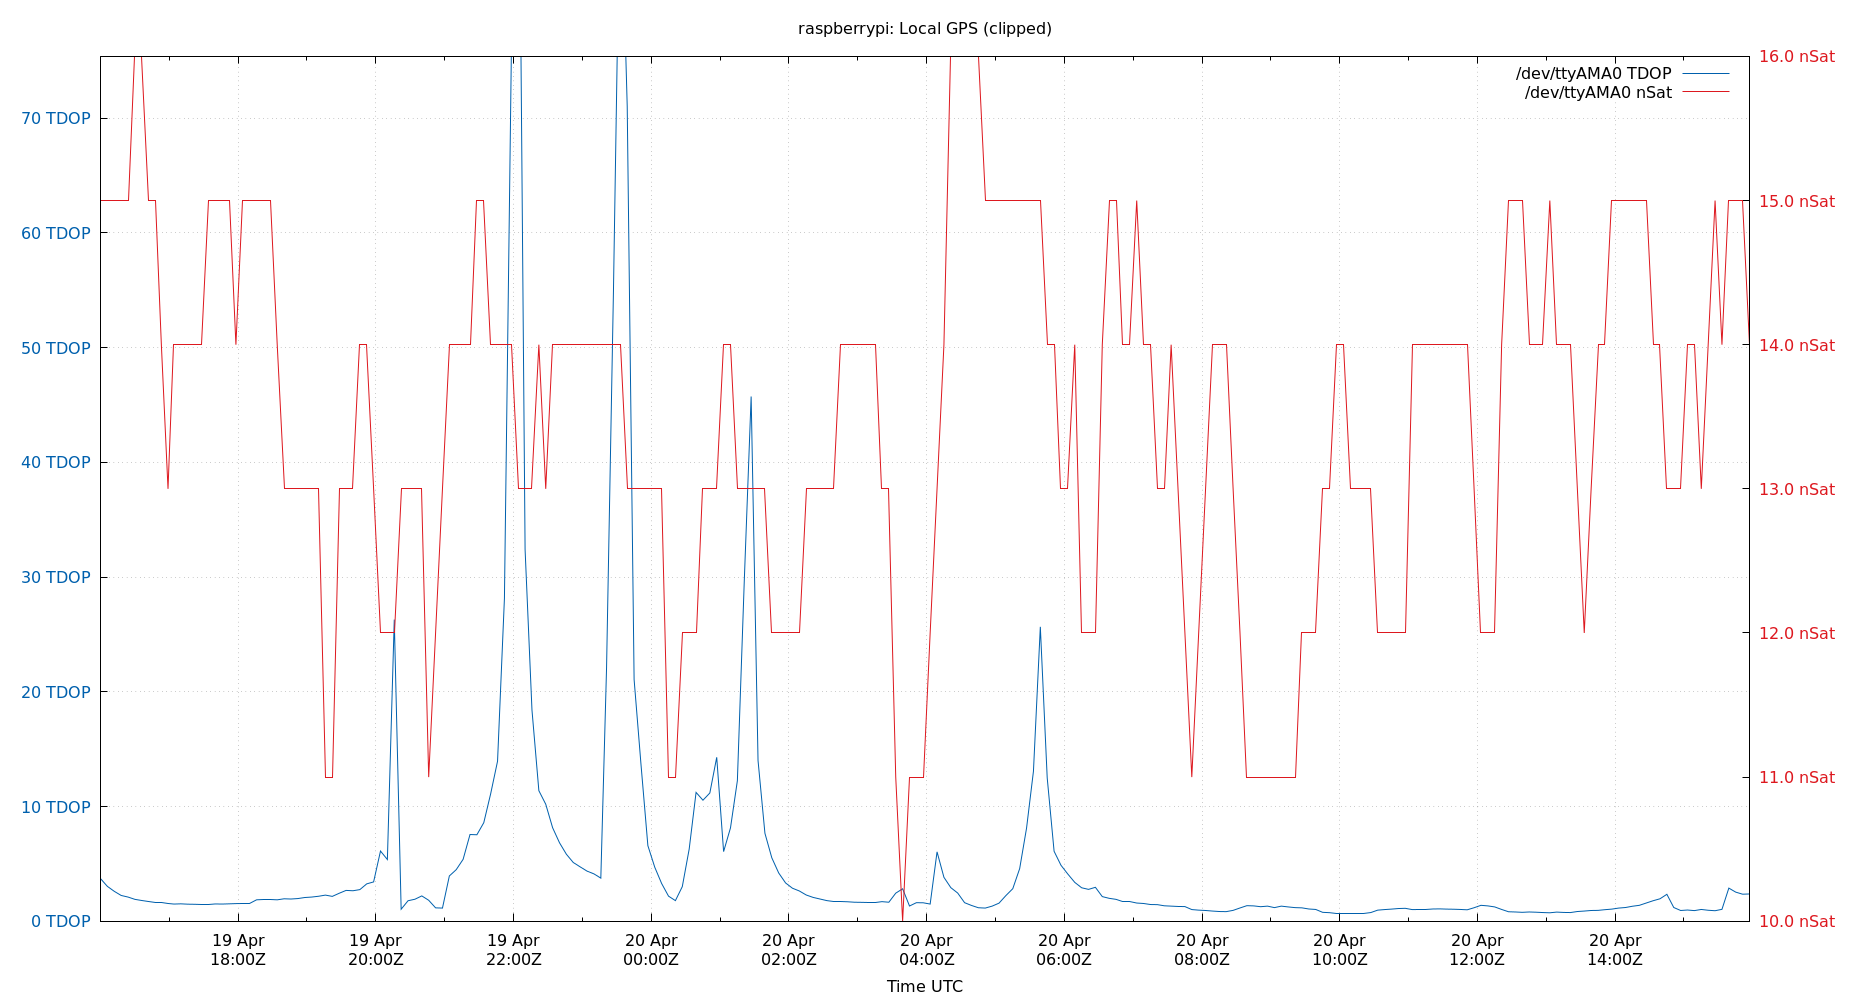 raspberrypi: Local GPS (clipped)
/dev/ttyAMA0 TDOP
/dev/ttyAMA0 nSat
70 TDOP
60 TDOP
50 TDOP
40 TDOP
30 TDOP
20 TDOP
10 TDOP
0 TDOP
16.0 nSat
15.0 nSat
14.0 nSat
13.0 nSat
12.0 nSat
11.0 nSat
10.0 nSat
19 Apr
18:00Z
19 Apr
20:00Z
19 Apr
22:00Z
20 Apr
00:00Z
20 Apr
02:00Z
20 Apr
04:00Z
20 Apr
06:00Z
20 Apr
08:00Z
20 Apr
10:00Z
20 Apr
12:00Z
20 Apr
14:00Z
Time UTC